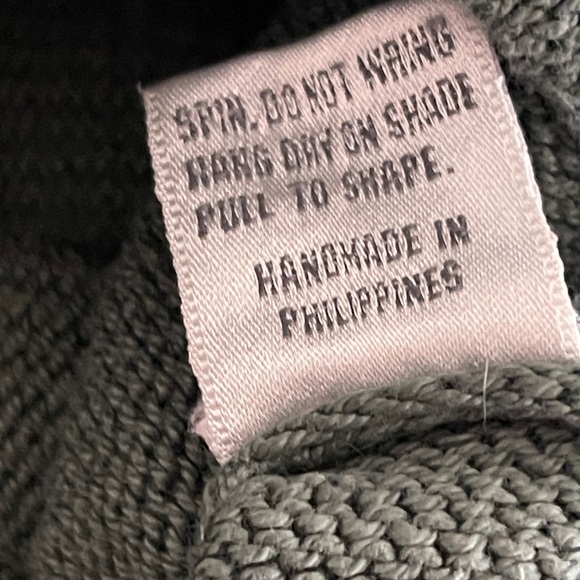 SPIN. DO NOT WRING
HANG DRY ON SHADE
PULL TO SHAPE.
HANDMADE IN
PHILIPPINES